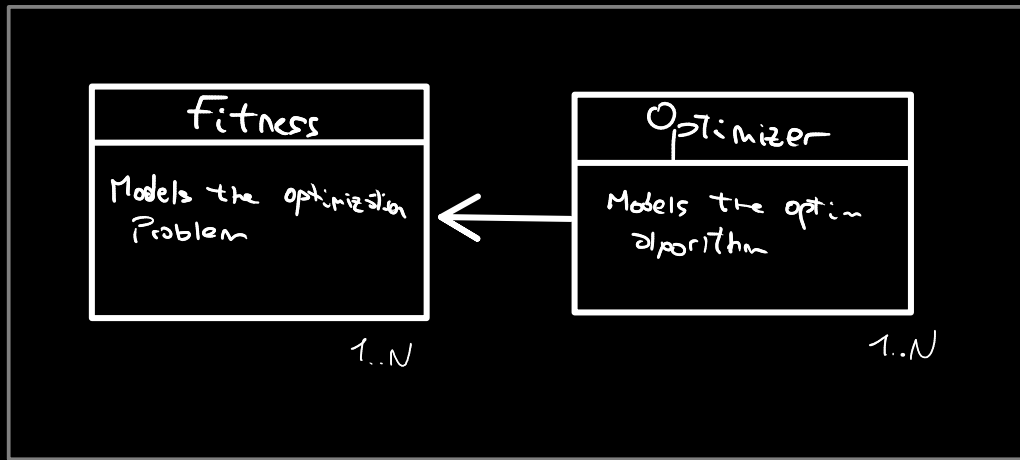 Fitness
Models the optimization
Problem
1..N
Optimizer
Models the optim
algorithm
1..N